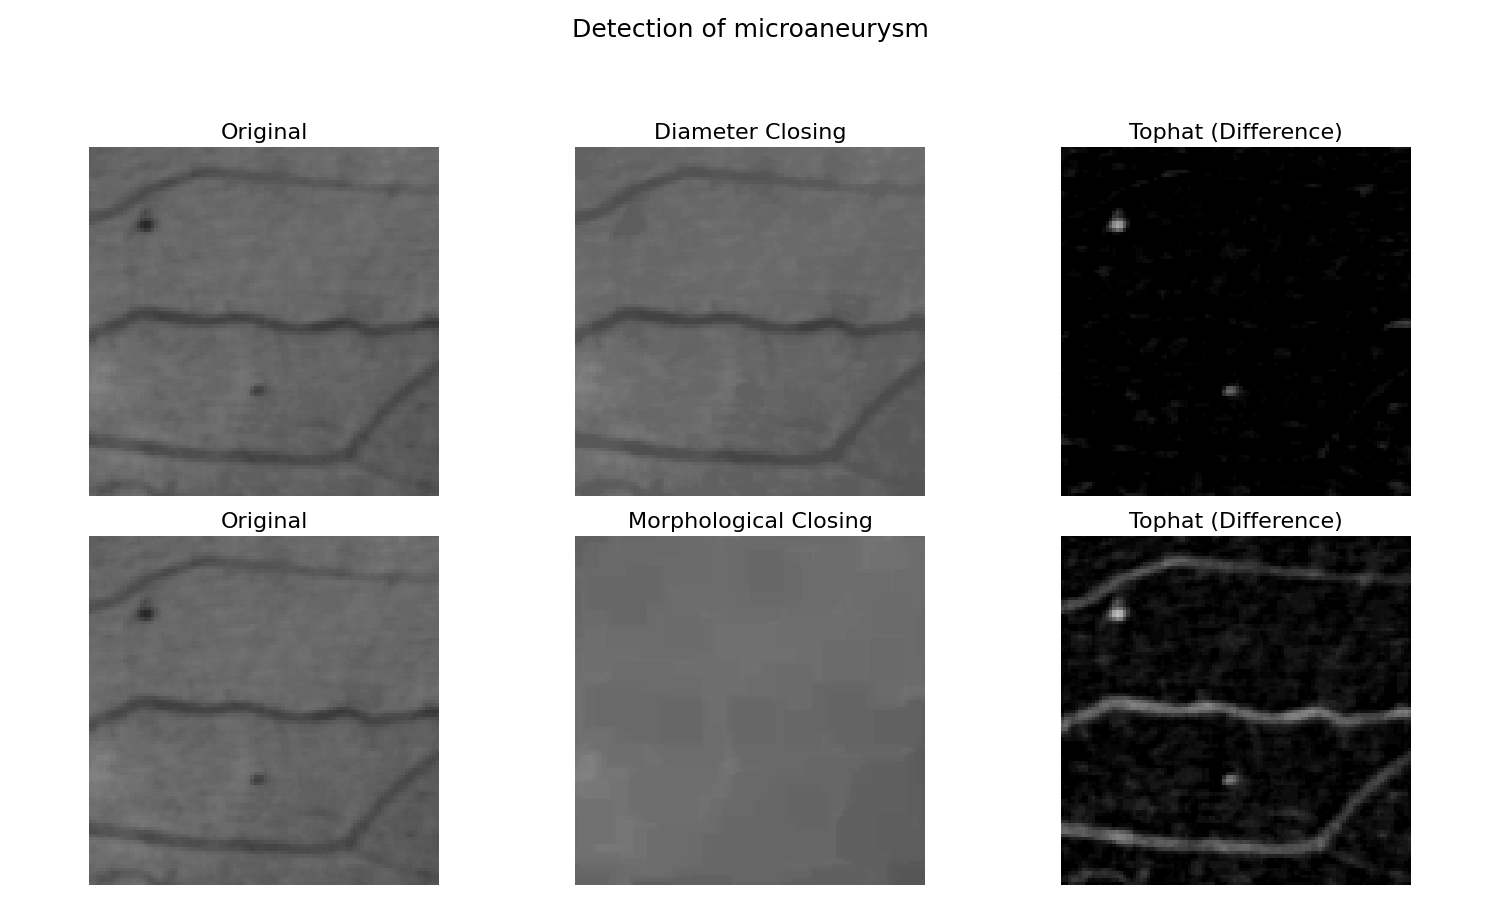 Detection of microaneurysm
Original
Diameter Closing
Tophat (Difference)
Original
Morphological Closing
Tophat (Difference)